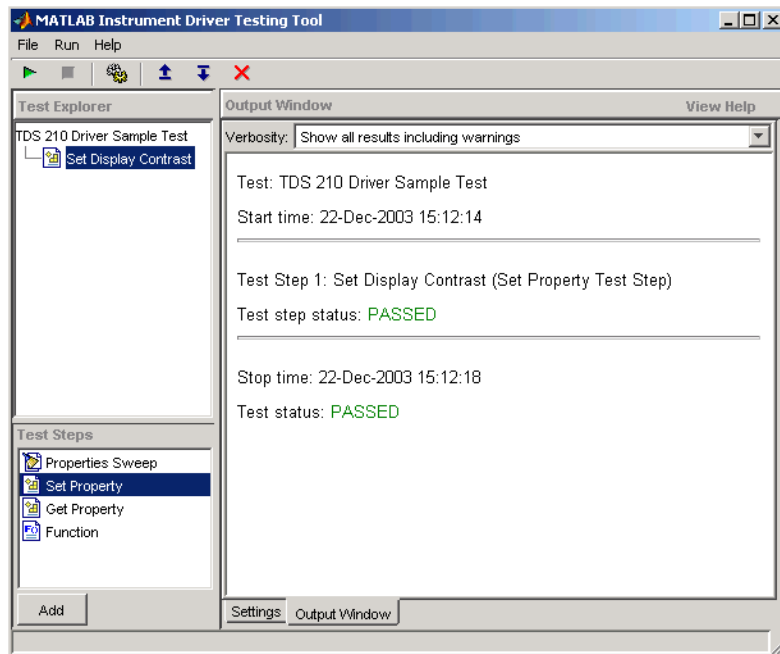 MATLAB Instrument Driver Testing Tool
File Run Help
Test Explorer
TDS 210 Driver Sample Test
Set Display Contrast
Test Steps
Properties Sweep
Set Property
Get Property
Function
Add
Output Window View Help
Verbosity: Show all results including warnings
Test: TDS 210 Driver Sample Test
Start time: 22-Dec-2003 15:12:14
Test Step 1: Set Display Contrast (Set Property Test Step)
Test step status: PASSED
Stop time: 22-Dec-2003 15:12:18
Test status: PASSED
Settings Output Window